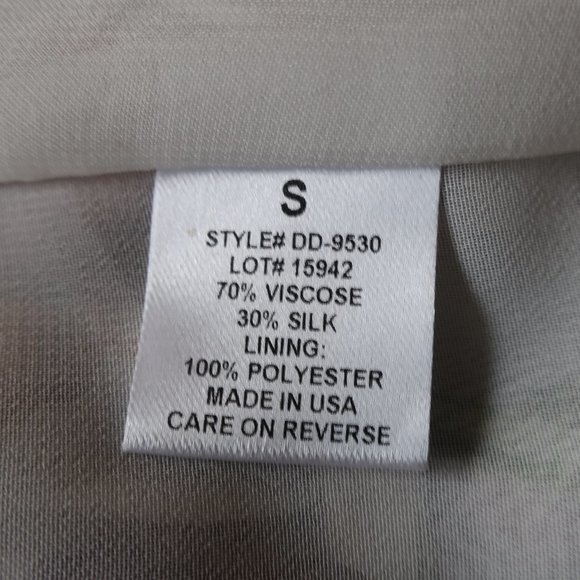 S
STYLE# DD-9530
LOT# 15942
70% VISCOSE
30% SILK
LINING:
100% POLYESTER
MADE IN USA
CARE ON REVERSE